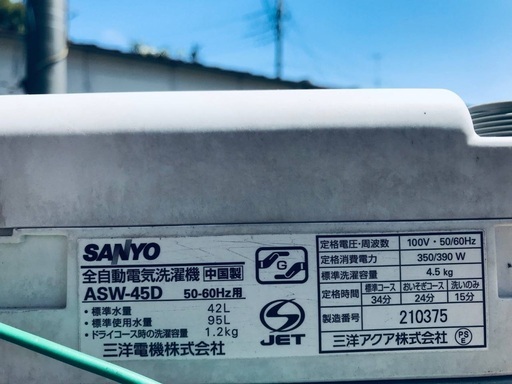 SANYO
全自動電気洗濯機 中国製
ASW-45D 50-60Hz用
・標準水量 42L
・標準使用水量 95L
・ドライコース時の洗濯容量 1.2kg
三洋電機株式会社
G
S
JET
定格電圧・周波数 100V・50/60Hz
定格消費電力 350/390 W
標準洗濯容量 4.5 kg
定格時間 標準コース おいそぎコース 洗いのみ
34分 24分 15分
製造番号 210375
三洋アクア株式会社 PSE